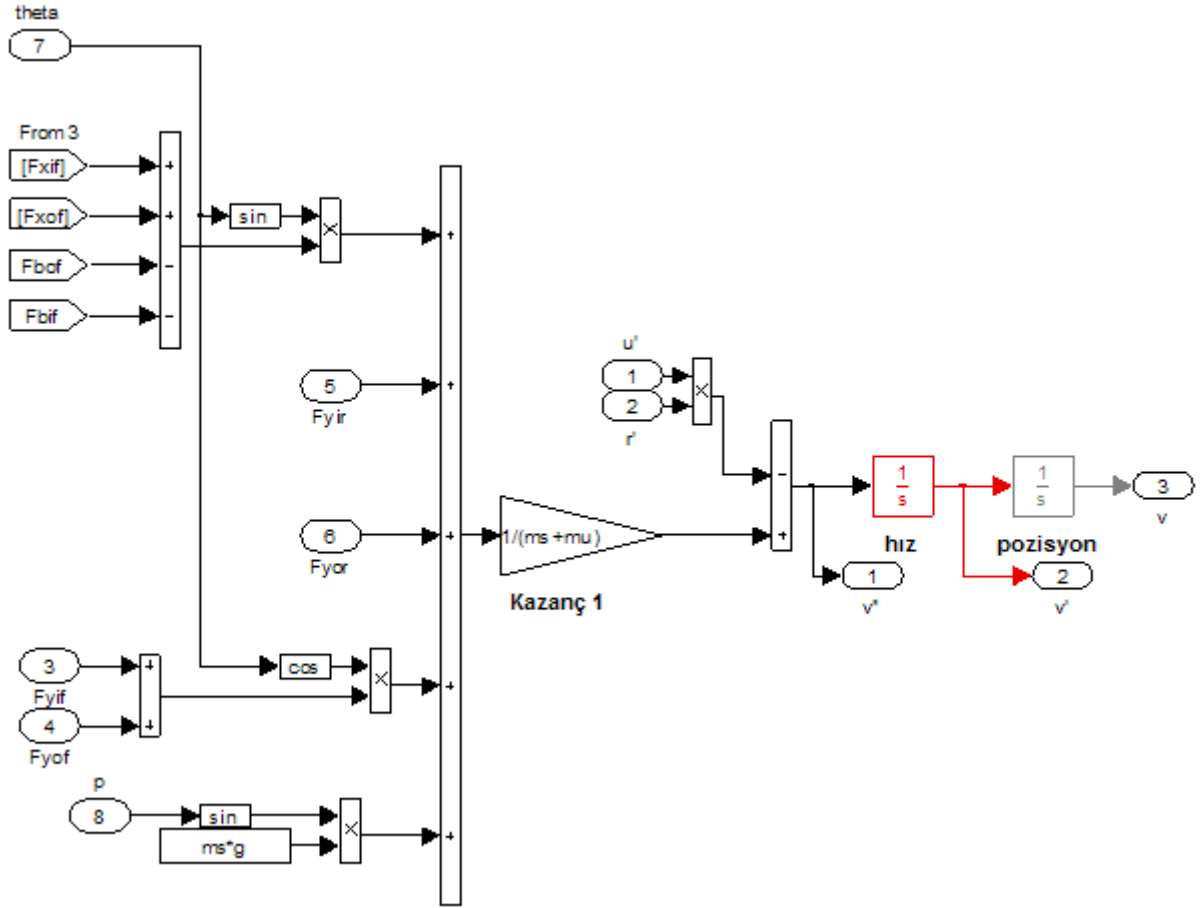 theta
7
From 3
[Fxif]
+
[Fxof]
+
sin
×
+
Fbof
-
Fbif
-
u'
1
×
5
+
2
Fyir
r'
-
1
s
1
s
3
v
6
+
1/(ms+mu)
+
hız
pozisyon
Fyor
1
2
Kazanç 1
v"
v'
3
+
cos
×
+
Fyif
4
+
Fyof
p
8
sin
×
+
ms*g